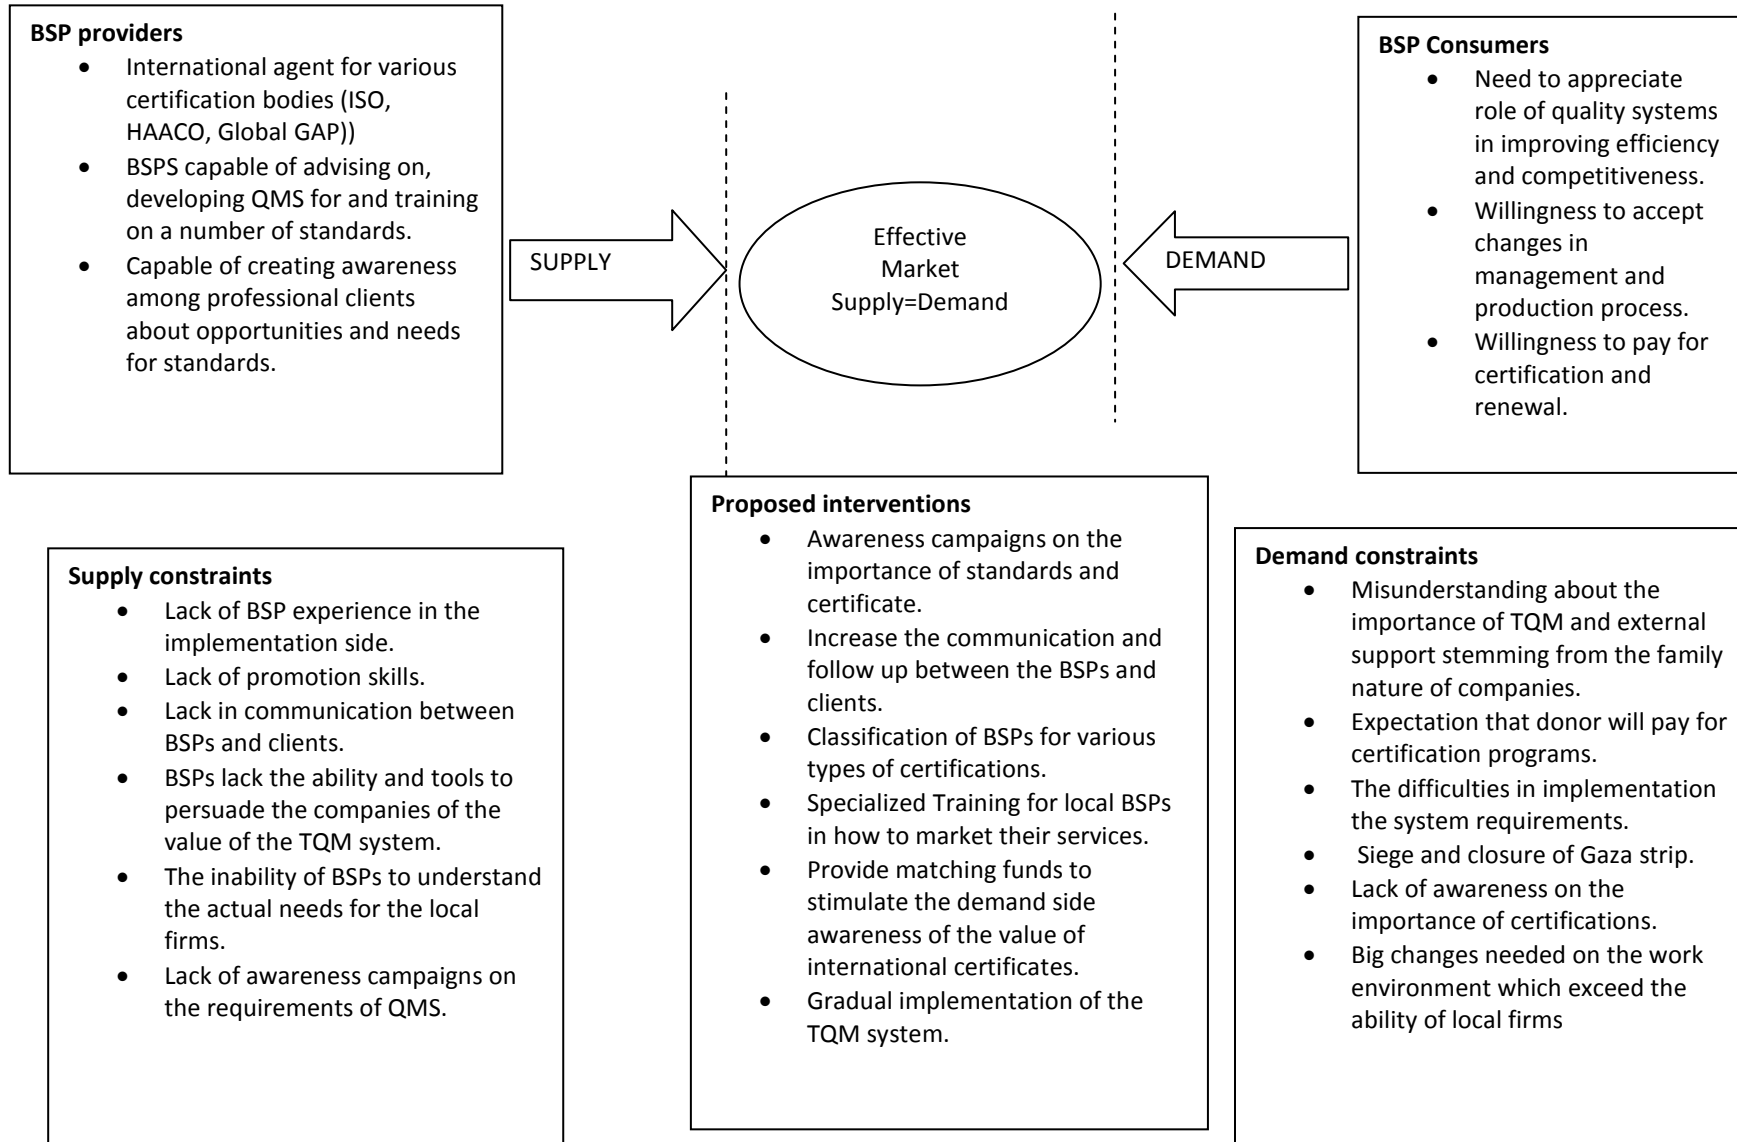 BSP providers
• International agent for various
certification bodies (ISO,
HAACO, Global GAP))
• BSPS capable of advising on,
developing QMS for and training
on a number of standards.
• Capable of creating awareness
among professional clients
about opportunities and needs
for standards.
SUPPLY
Effective
Market
Supply=Demand
DEMAND
BSP Consumers
• Need to appreciate
role of quality systems
in improving efficiency
and competitiveness.
• Willingness to accept
changes in
management and
production process.
• Willingness to pay for
certification and
renewal.
Supply constraints
• Lack of BSP experience in the
implementation side.
• Lack of promotion skills.
• Lack in communication between
BSPs and clients.
• BSPs lack the ability and tools to
persuade the companies of the
value of the TQM system.
• The inability of BSPs to understand
the actual needs for the local
firms.
• Lack of awareness campaigns on
the requirements of QMS.
Proposed interventions
• Awareness campaigns on the
importance of standards and
certificate.
• Increase the communication and
follow up between the BSPs and
clients.
• Classification of BSPs for various
types of certifications.
• Specialized Training for local BSPs
in how to market their services.
• Provide matching funds to
stimulate the demand side
awareness of the value of
international certificates.
• Gradual implementation of the
TQM system.
Demand constraints
• Misunderstanding about the
importance of TQM and external
support stemming from the family
nature of companies.
• Expectation that donor will pay for
certification programs.
• The difficulties in implementation
the system requirements.
• Siege and closure of Gaza strip.
• Lack of awareness on the
importance of certifications.
• Big changes needed on the work
environment which exceed the
ability of local firms